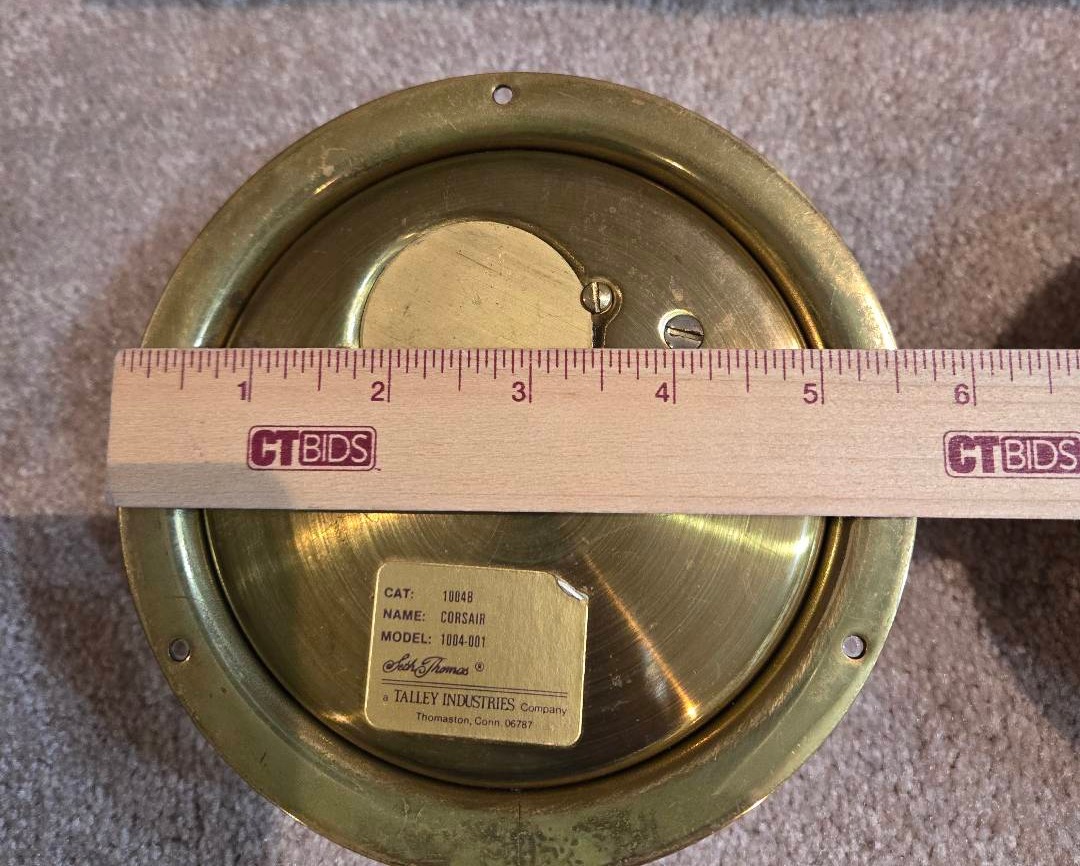 1 2 3 4 5 6
CTBIDS CTBIDS
CAT: 10048
NAME: CORSAIR
MODEL: 1004-001
Seth Thomas ®
a TALLEY INDUSTRIES Company
Thomaston, Conn. 06787